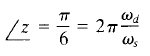 ∠z = π/6 = 2π ω_d/ω_s